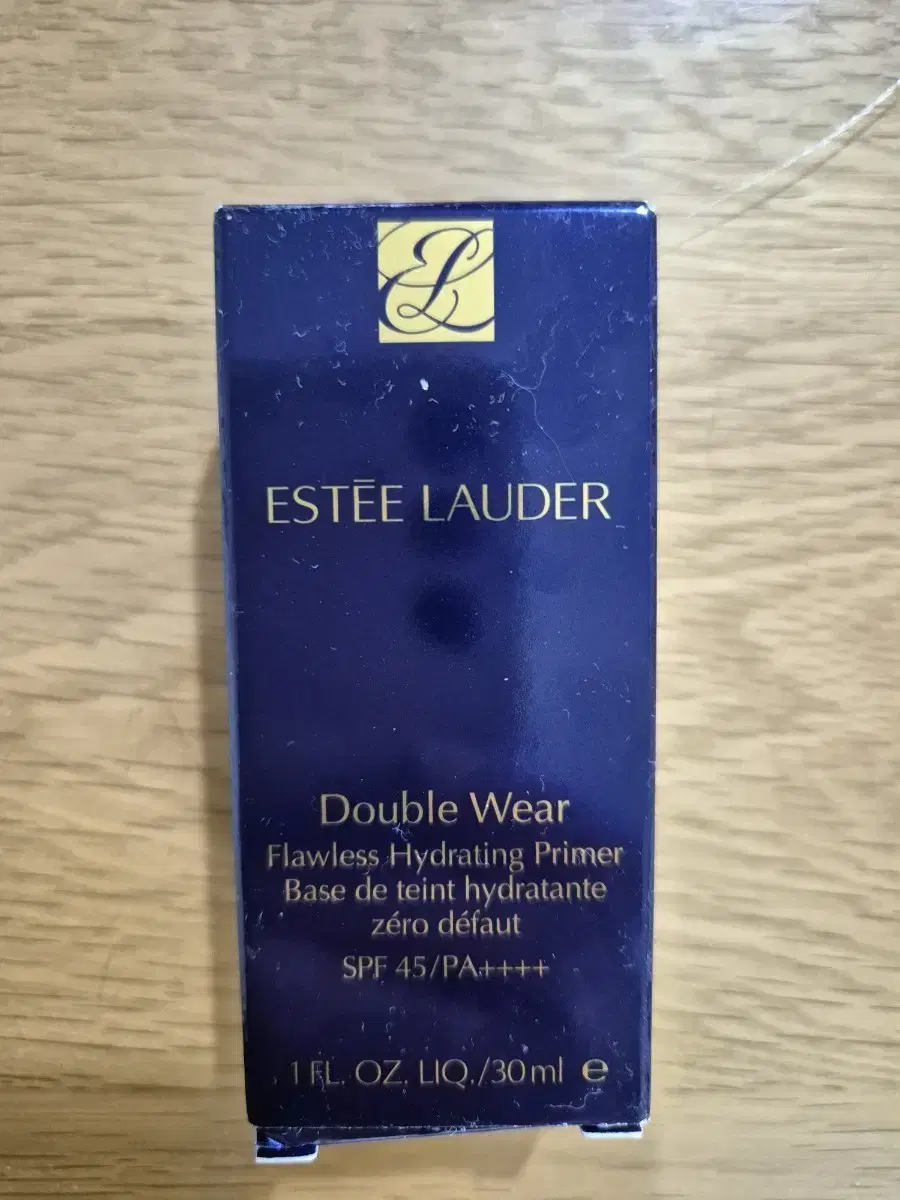 EL
ESTĒE LAUDER
Double Wear
Flawless Hydrating Primer
Base de teint hydratante
zéro défaut
SPF 45/PA++++
1 FL. OZ. LIQ./30 ml ℮